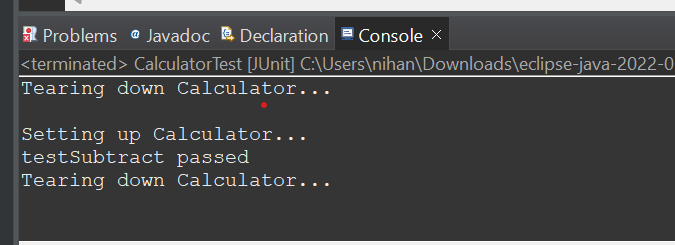 Problems Javadoc Declaration Console
<terminated> CalculatorTest [JUnit] C:\Users\nihan\Downloads\eclipse-java-2022-0
Tearing down Calculator...
Setting up Calculator...
testSubtract passed
Tearing down Calculator...